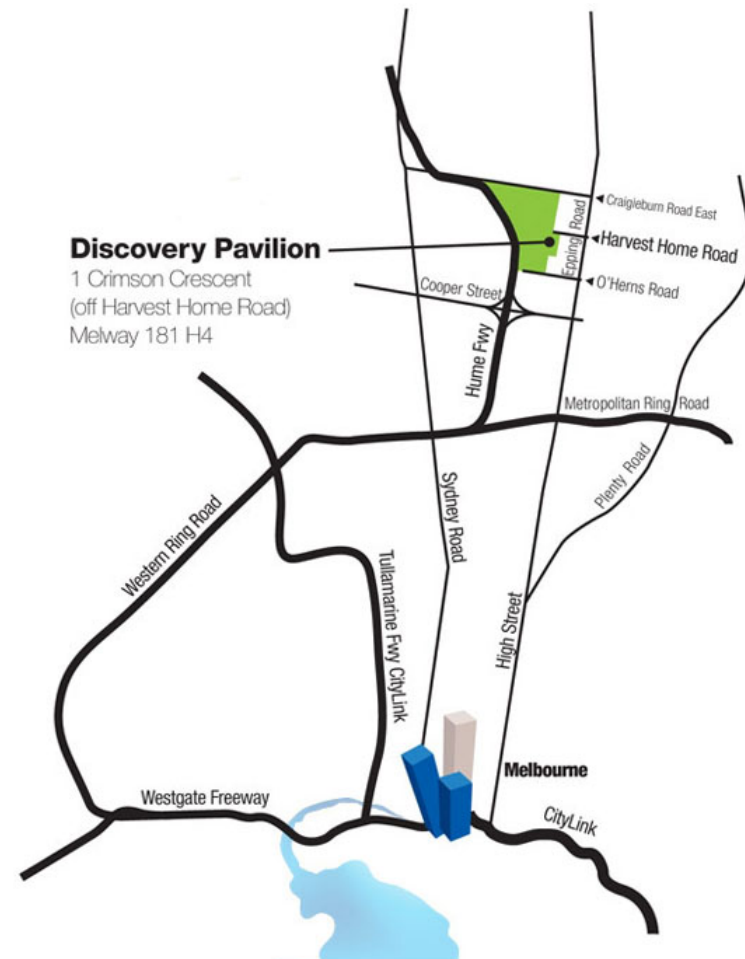 Craigleburn Road East
Harvest Home Road
Epping Road
Discovery Pavilion
1 Crimson Crescent
(off Harvest Home Road)
Melway 181 H4
O'Herns Road
Cooper Street
Hume Fwy
Metropolitan Ring Road
Plenty Road
Sydney Road
Western Ring Road
Tullamarine Fwy CityLink
High Street
Melbourne
Westgate Freeway
CityLink